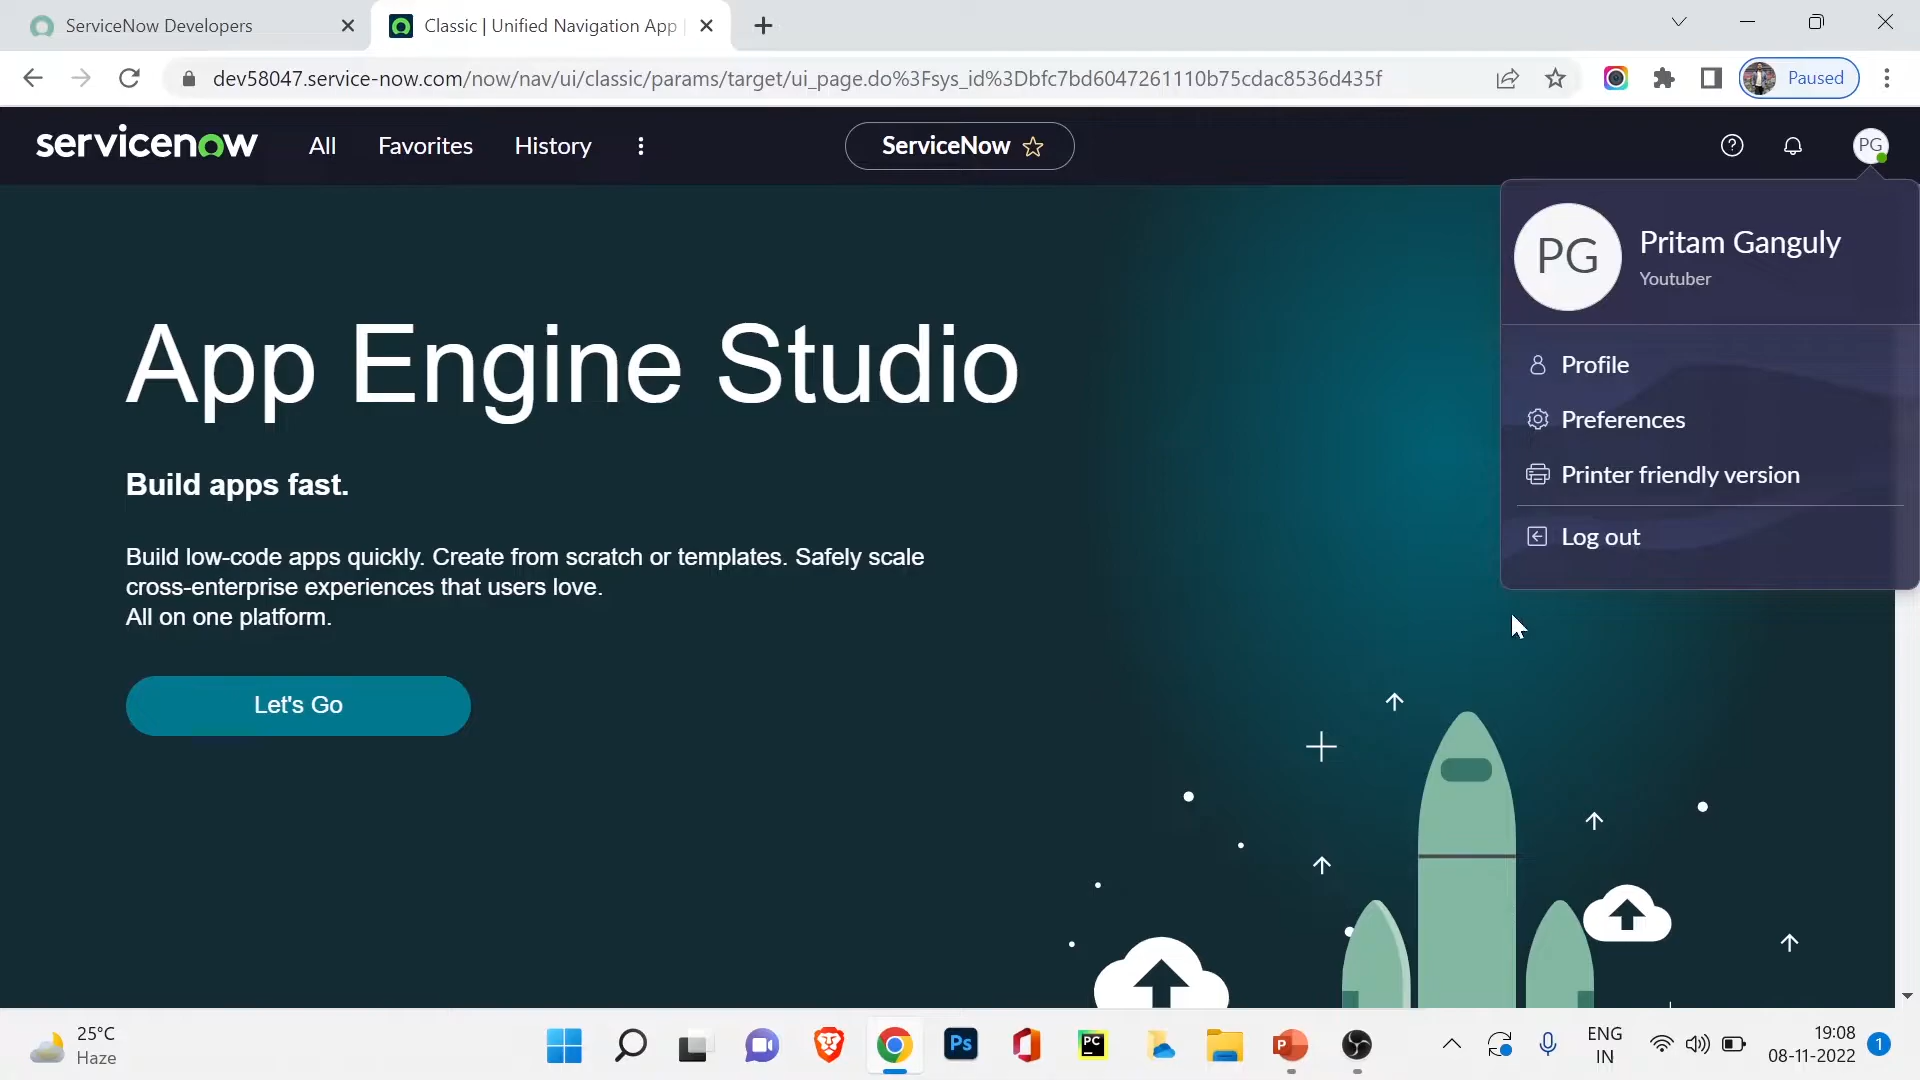 ServiceNow Developers
Classic | Unified Navigation App |
dev58047.service-now.com/now/nav/ui/classic/params/target/ui_page.do%3Fsys_id%3Dbfc7bd6047261110b75cdac8536d435f
Paused
servicenow
All
Favorites
History
ServiceNow
PG
PG
Pritam Ganguly
Youtuber
Profile
Preferences
Printer friendly version
Log out
App Engine Studio
Build apps fast.
Build low-code apps quickly. Create from scratch or templates. Safely scale
cross-enterprise experiences that users love.
All on one platform.
Let's Go
25°C
Haze
Ps
PC
P
ENG
IN
19:08
08-11-2022
1